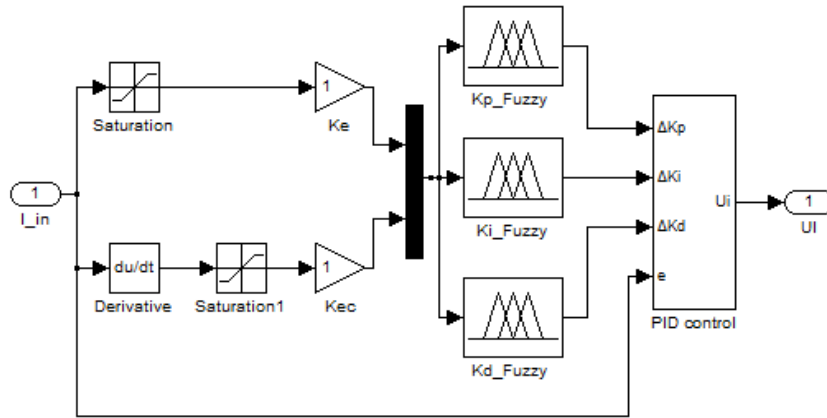 1
I_in
Saturation
1
Ke
du/dt
Derivative
Saturation1
1
Kec
Kp_Fuzzy
Ki_Fuzzy
Kd_Fuzzy
ΔKp
ΔKi
ΔKd
e
Ui
PID control
1
UI